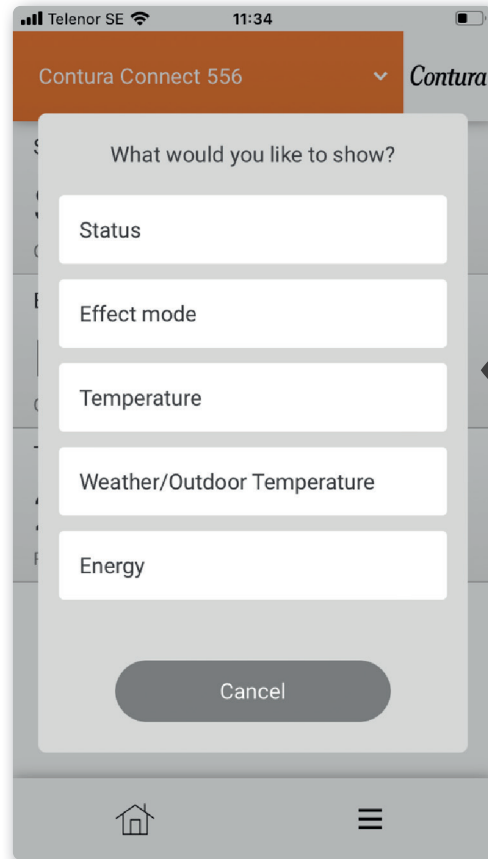 Telenor SE 11:34
Contura Connect 556
Contura
What would you like to show?
Status
Effect mode
Temperature
Weather/Outdoor Temperature
Energy
Cancel